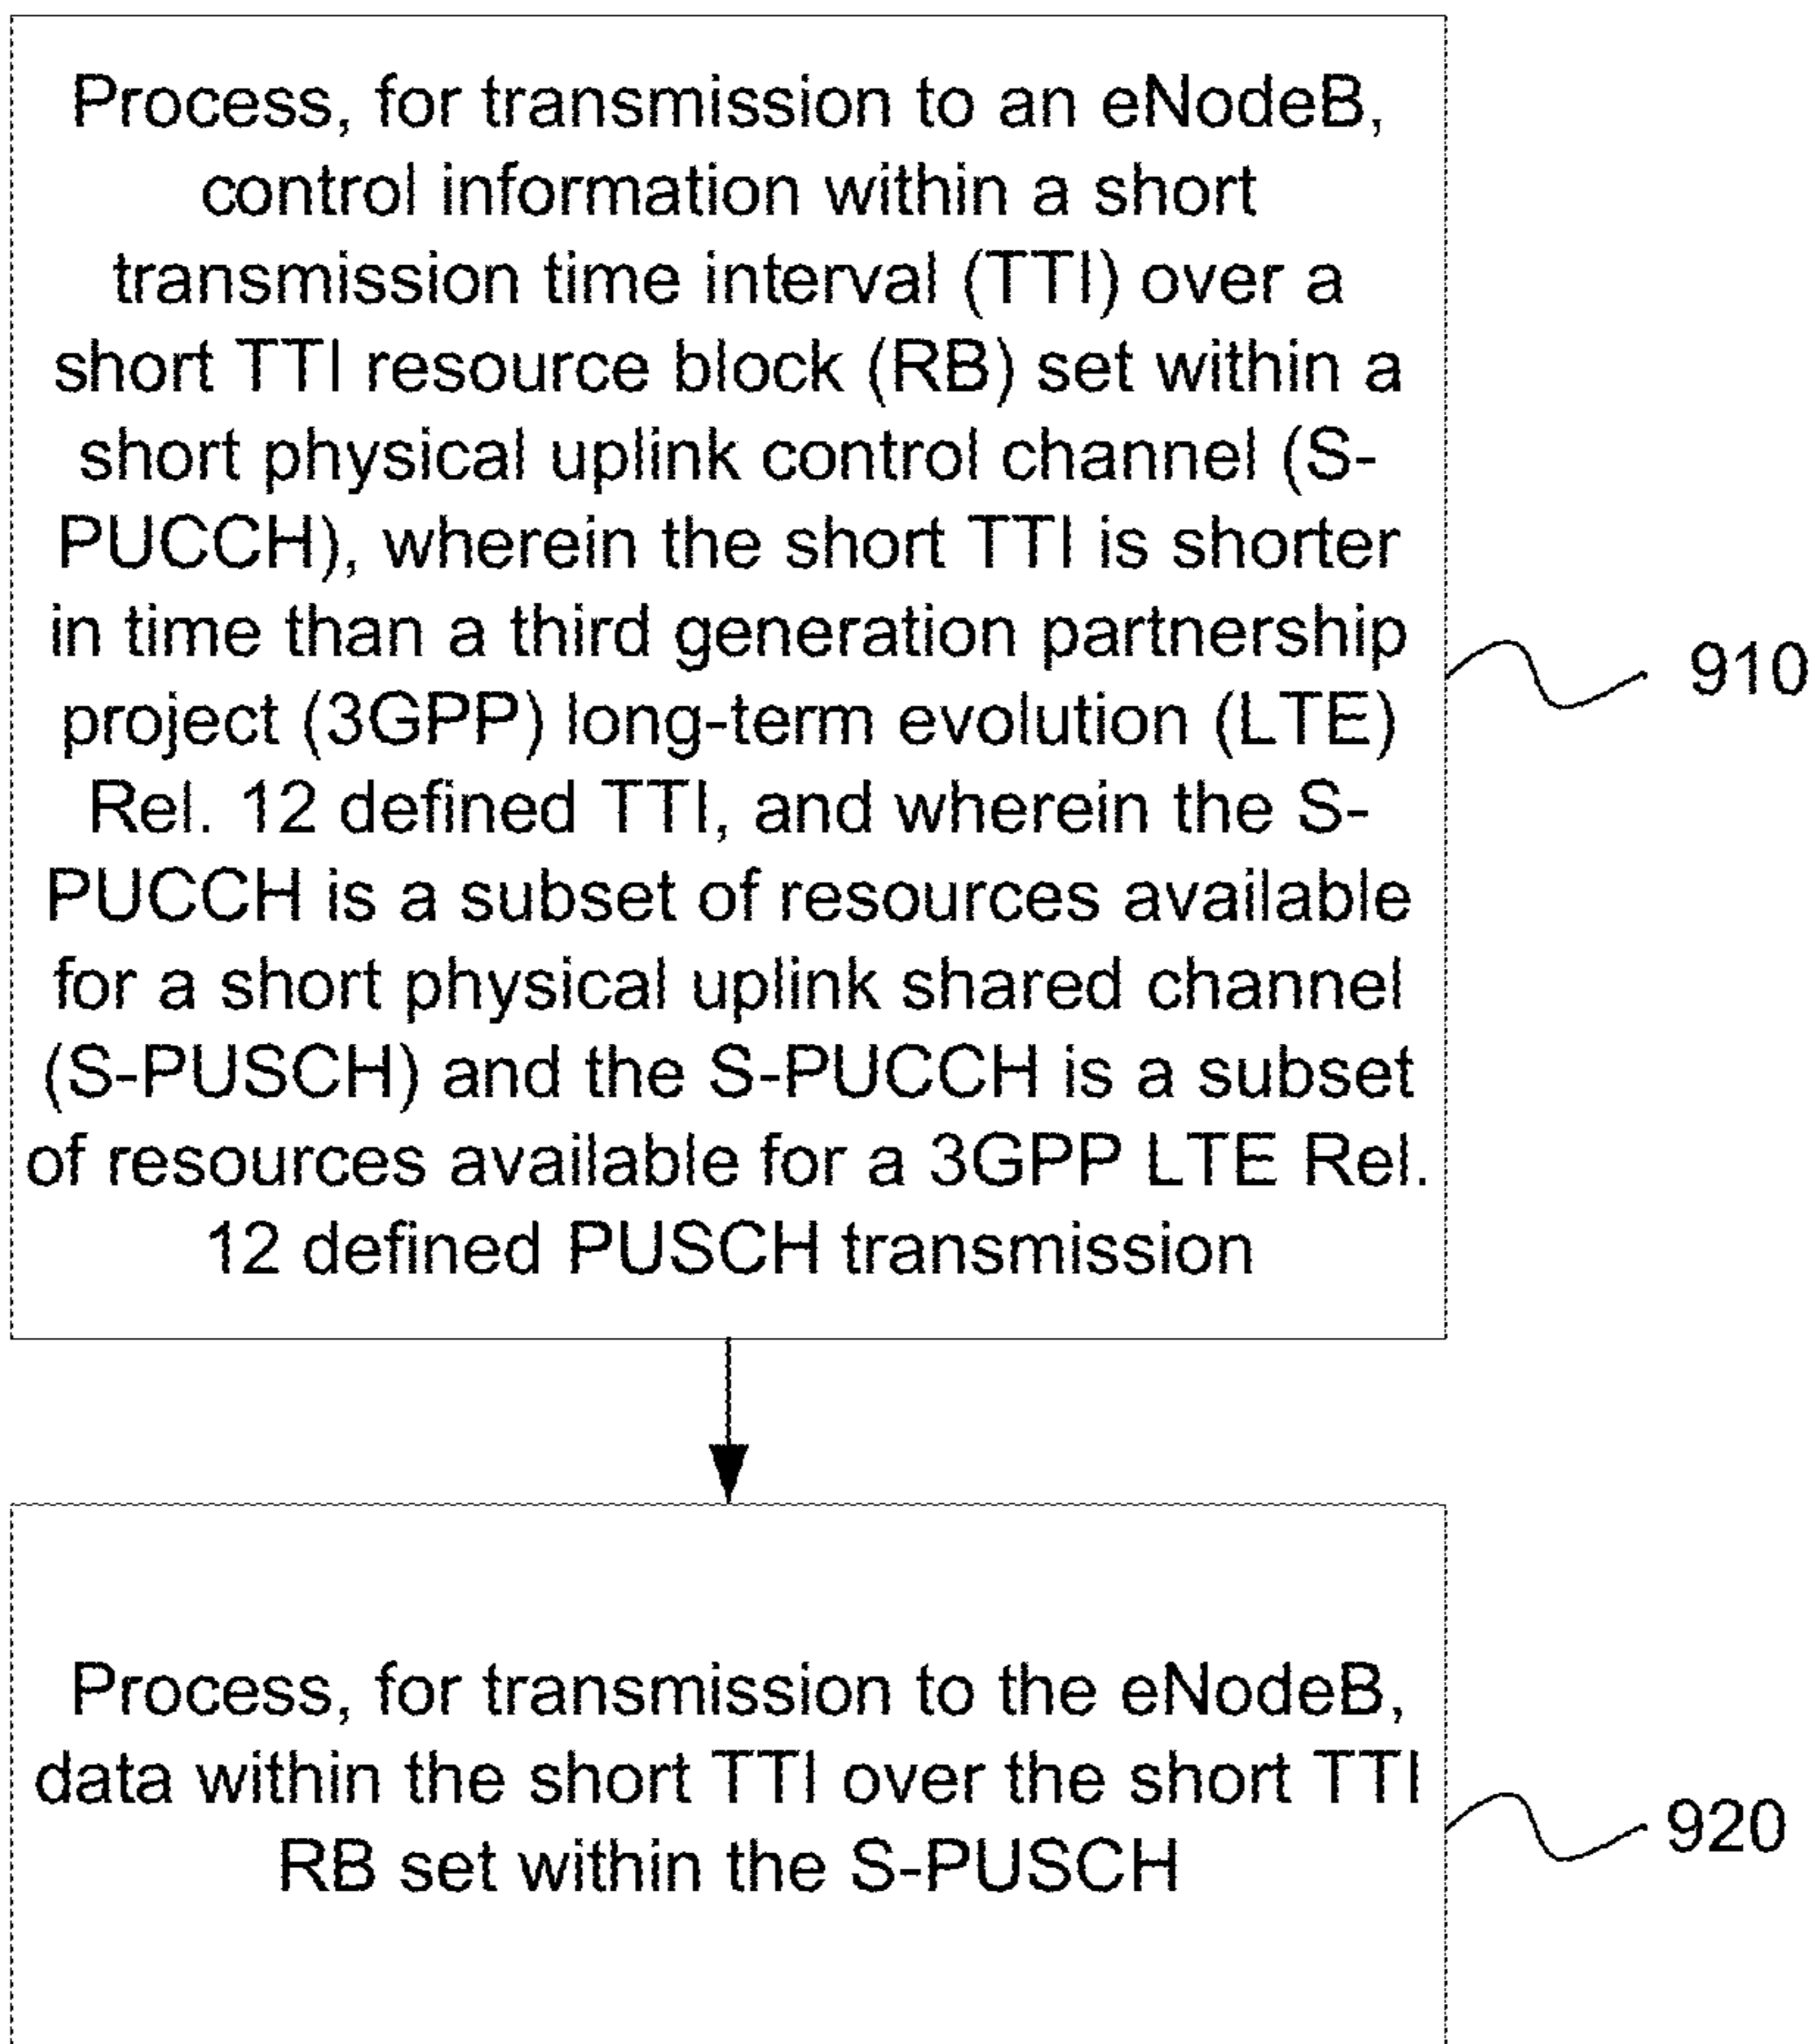 Process, for transmission to an eNodeB,
control information within a short
transmission time interval (TTI) over a
short TTI resource block (RB) set within a
short physical uplink control channel (S-
PUCCH), wherein the short TTI is shorter
in time than a third generation partnership
project (3GPP) long-term evolution (LTE)
Rel. 12 defined TTI, and wherein the S-
PUCCH is a subset of resources available
for a short physical uplink shared channel
(S-PUSCH) and the S-PUCCH is a subset
of resources available for a 3GPP LTE Rel.
12 defined PUSCH transmission
910
Process, for transmission to the eNodeB,
data within the short TTI over the short TTI
RB set within the S-PUSCH
920